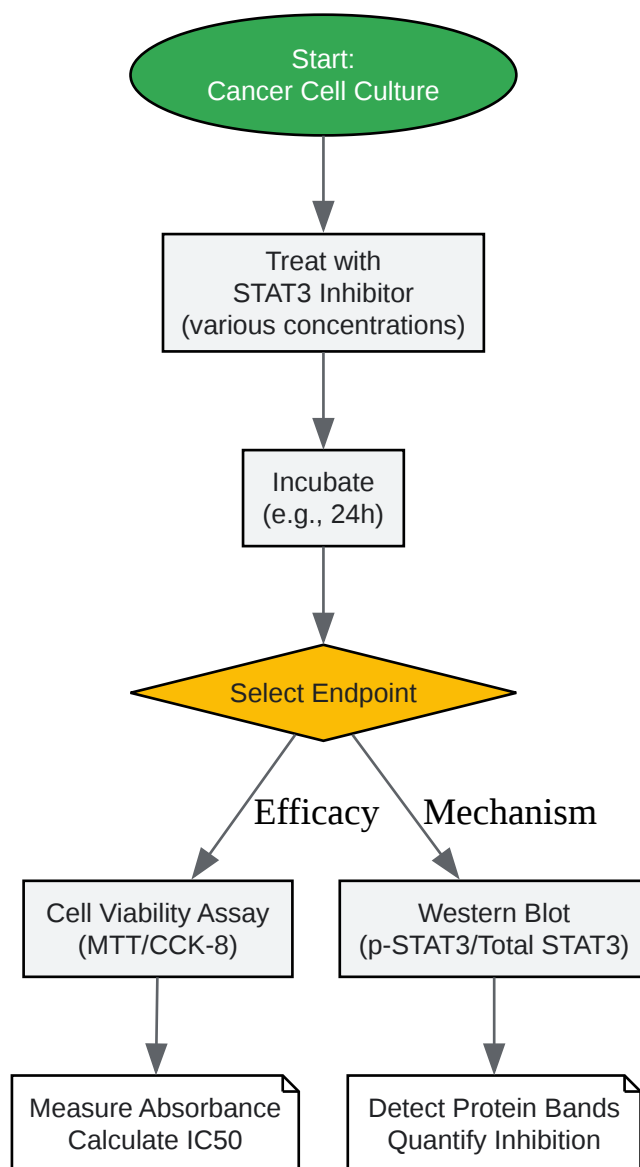 Start:
Cancer Cell Culture
Treat with
STAT3 Inhibitor
(various concentrations)
Incubate
(e.g., 24h)
Select Endpoint
Efficacy
Mechanism
Cell Viability Assay
(MTT/CCK-8)
Western Blot
(p-STAT3/Total STAT3)
Measure Absorbance
Calculate IC50
Detect Protein Bands
Quantify Inhibition